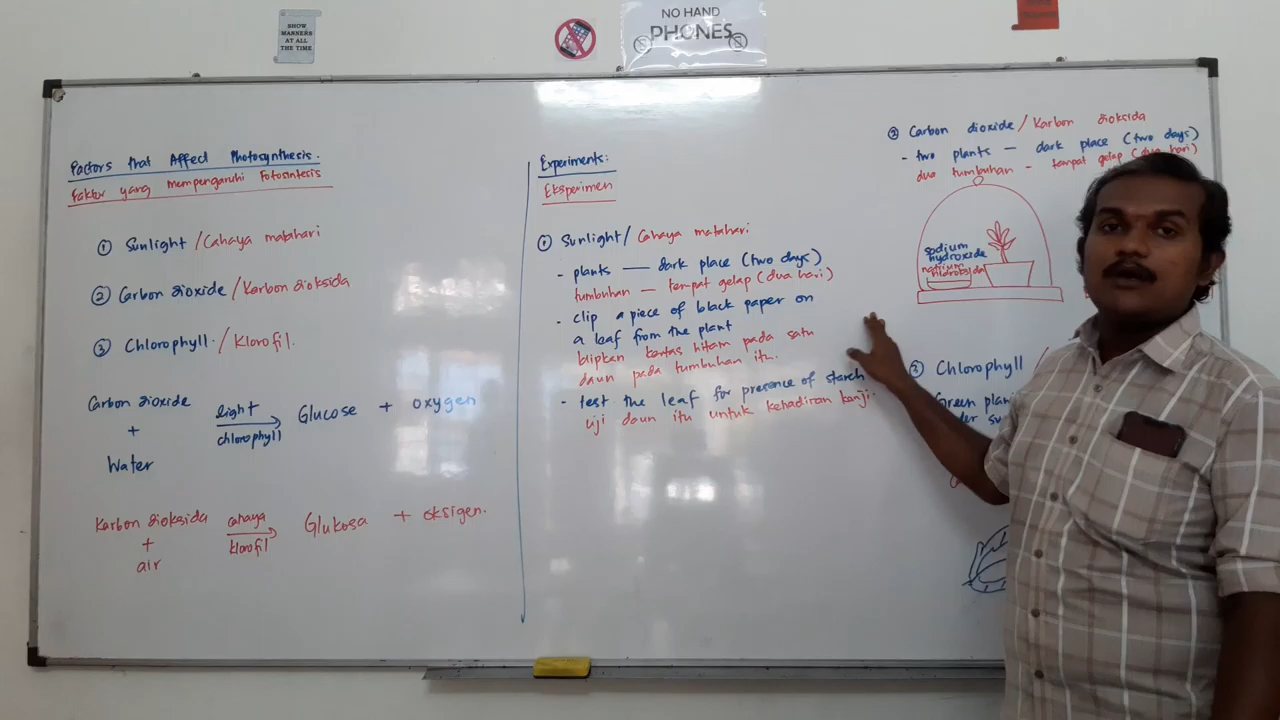 SHOW
MANNERS
AT ALL
THE TIME
NO HAND
PHONES
Factors that Affect Photosynthesis.
Faktor yang mempengaruhi Fotosintesis
① Sunlight / Cahaya matahari
② Carbon dioxide / Karbon dioksida
③ Chlorophyll / Klorofil.
Carbon dioxide
+
Water
light
chlorophyll
Glucose + oxygen
Karbon dioksida
+
air
cahaya
klorofil
Glukosa + oksigen.
Experiments:
Eksperimen
① Sunlight / Cahaya matahari
- plants — dark place (two days)
tumbuhan — tempat gelap (dua hari)
- clip a piece of black paper on
a leaf from the plant
klipkan kertas hitam pada satu
daun pada tumbuhan itu.
- test the leaf for presence of starch
uji daun itu untuk kehadiran kanji.
② Carbon dioxide / Karbon dioksida
- two plants — dark place (two days)
dua tumbuhan - tempat gelap (dua hari)
sodium
hydroxide
natrium
hidroksida
③ Chlorophyll /
Green plan